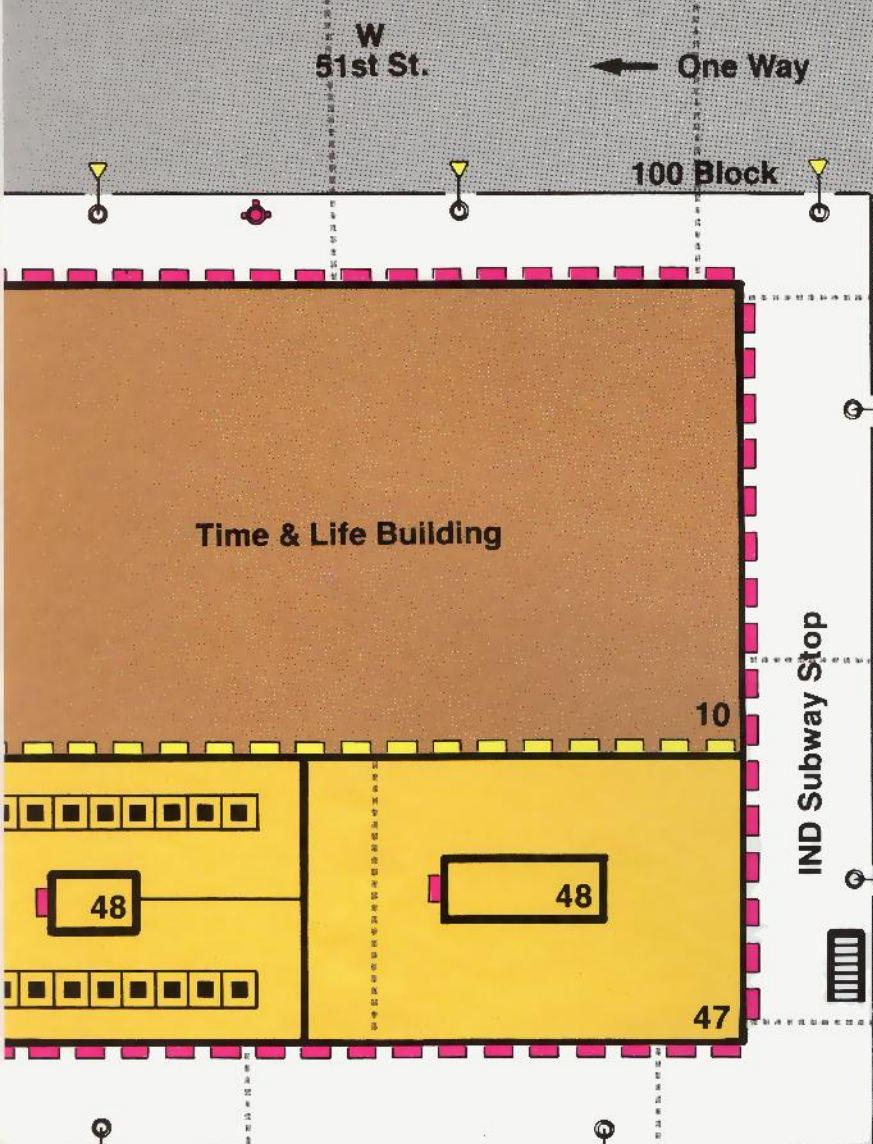 W
51st St.
One Way
100 Block
Time & Life Building
10
IND Subway Stop
48
48
47